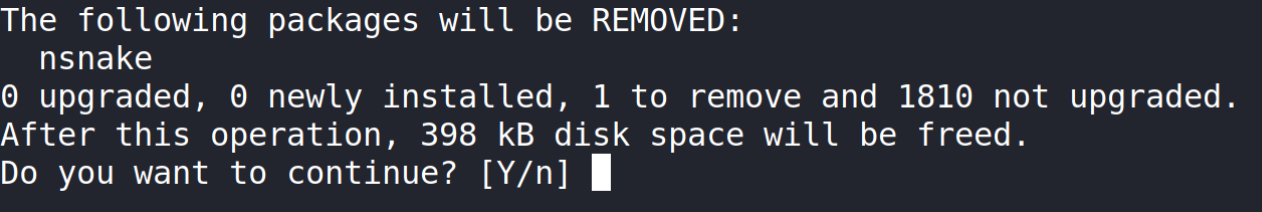 The following packages will be REMOVED:
  nsnake
0 upgraded, 0 newly installed, 1 to remove and 1810 not upgraded.
After this operation, 398 kB disk space will be freed.
Do you want to continue? [Y/n]